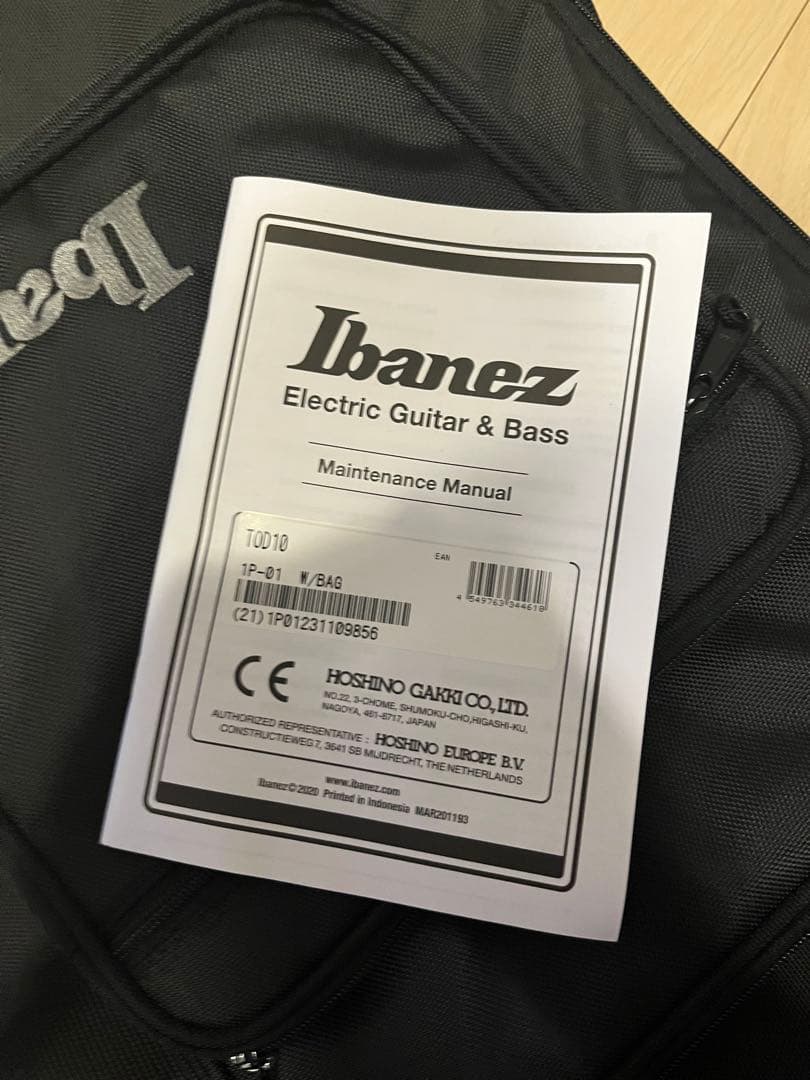 Iba
Ibanez
Electric Guitar & Bass
Maintenance Manual
TOD10
EAN
1P-01 W/BAG
4 549763 344618
(21)1P01231109856
CE
HOSHINO GAKKI CO., LTD.
NO.22, 3-CHOME, SHUMOKU-CHO,HIGASHI-KU,
NAGOYA, 461-8717, JAPAN
AUTHORIZED REPRESENTATIVE : HOSHINO EUROPE B.V.
CONSTRUCTIEWEG 7, 3641 SB MIJDRECHT, THE NETHERLANDS
www.ibanez.com
Ibanez©2020 Printed in Indonesia MAR201193